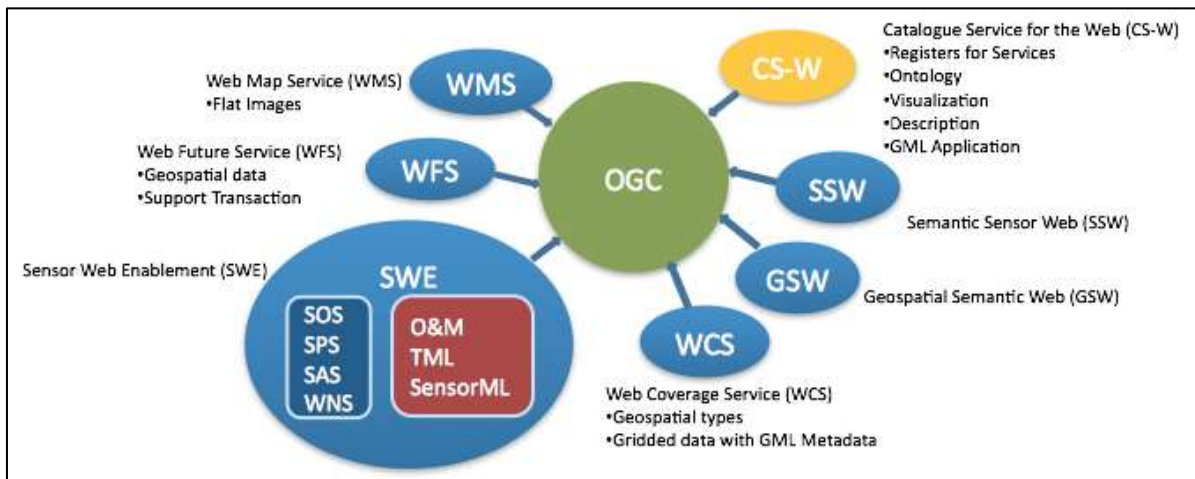 Web Map Service (WMS)
•Flat Images
WMS
Web Future Service (WFS)
•Geospatial data
•Support Transaction
WFS
Sensor Web Enablement (SWE)
SWE
SOS
SPS
SAS
WNS
O&M
TML
SensorML
OGC
CS-W
Catalogue Service for the Web (CS-W)
•Registers for Services
•Ontology
•Visualization
•Description
•GML Application
SSW
Semantic Sensor Web (SSW)
GSW
Geospatial Semantic Web (GSW)
WCS
Web Coverage Service (WCS)
•Geospatial types
•Gridded data with GML Metadata